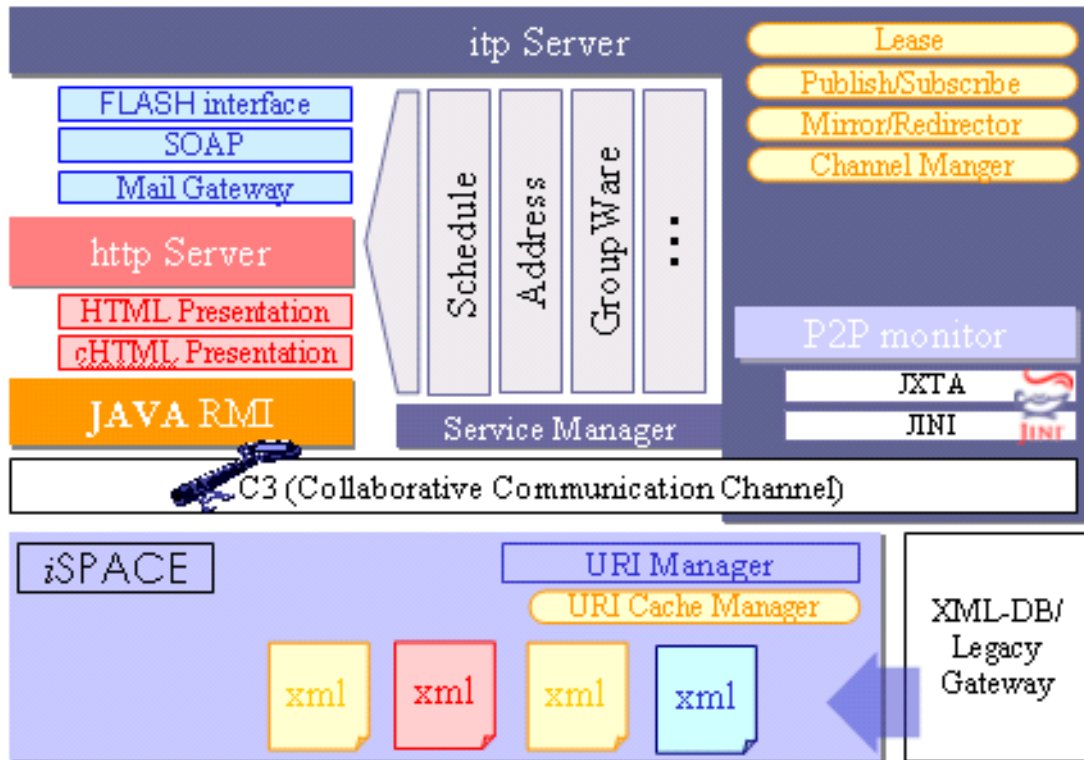 itp Server
Lease
Publish/Subscribe
Mirror/Redirector
Channel Manger
FLASH interface
SOAP
Mail Gateway
http Server
HTML Presentation
cHTML Presentation
JAVA RMI
Schedule
Address
GroupWare
...
Service Manager
P2P monitor
JXTA
JINI
JINI
C3 (Collaborative Communication Channel)
iSPACE
URI Manager
URI Cache Manager
xml
xml
xml
xml
XML-DB/
Legacy
Gateway